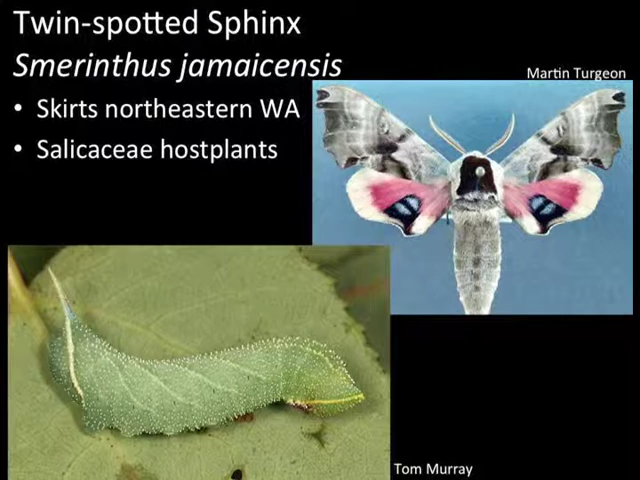 Twin-spotted Sphinx
Smerinthus jamaicensis
Martin Turgeon
• Skirts northeastern WA
• Salicaceae hostplants
Tom Murray